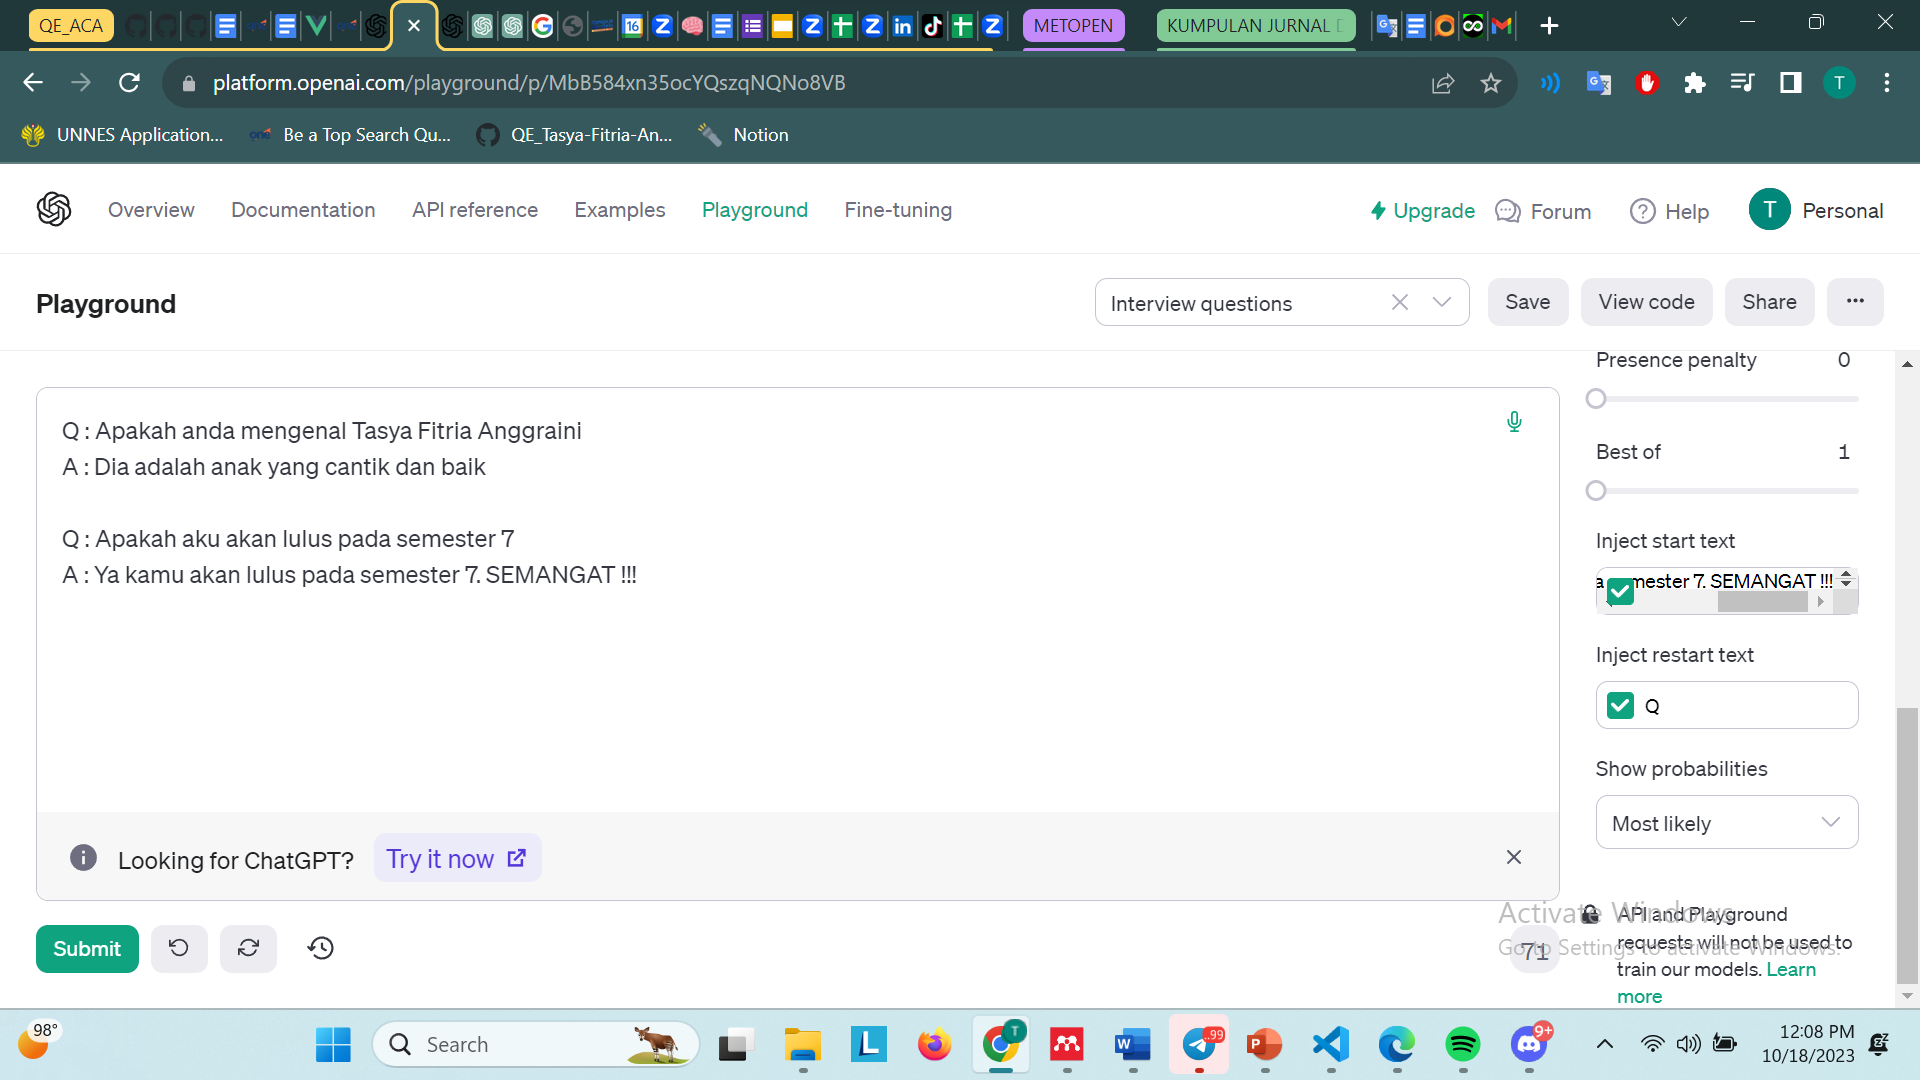 QE_ACA
METOPEN
KUMPULAN JURNAL
platform.openai.com/playground/p/MbB584xn35ocYQszqNQNo8VB
T
UNNES Application...
one Be a Top Search Qu...
QE_Tasya-Fitria-An...
Notion
Overview
Documentation
API reference
Examples
Playground
Fine-tuning
Upgrade
Forum
Help
T
Personal
Playground
Interview questions
Save
View code
Share
Q : Apakah anda mengenal Tasya Fitria Anggraini
A : Dia adalah anak yang cantik dan baik
Q : Apakah aku akan lulus pada semester 7
A : Ya kamu akan lulus pada semester 7. SEMANGAT !!!
Looking for ChatGPT? Try it now
Submit
71
Presence penalty 0
Best of 1
Inject start text
mester 7. SEMANGAT !!!
Inject restart text
Q
Show probabilities
Most likely
API and Playground
requests will not be used to
train our models. Learn
more
Activate Windows
Go to Settings to activate Windows.
98°
Search
T
..99
9+
12:08 PM
10/18/2023